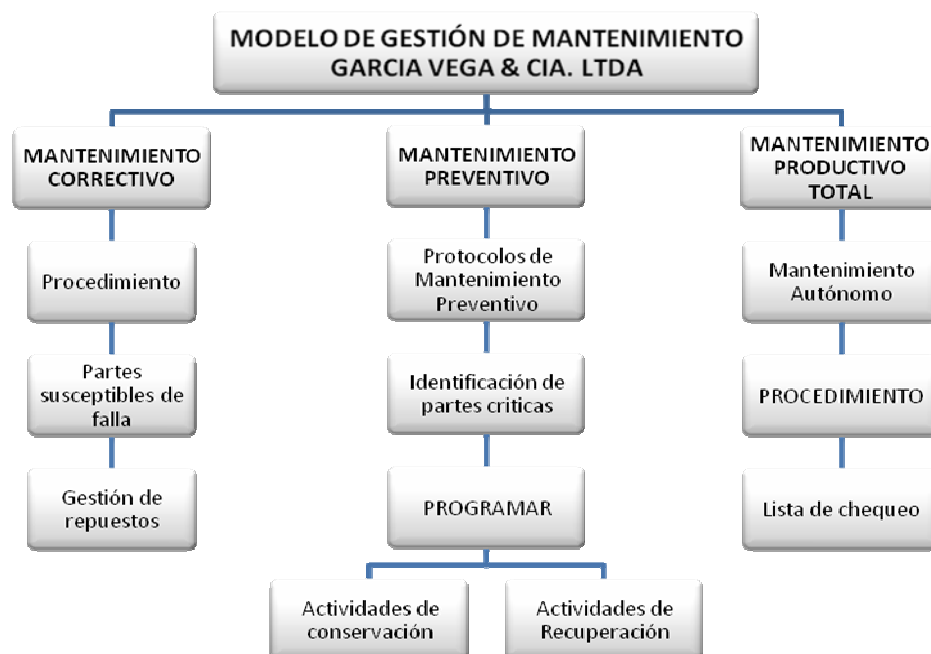 MODELO DE GESTIÓN DE MANTENIMIENTO
GARCIA VEGA & CIA. LTDA
MANTENIMIENTO
CORRECTIVO
Procedimiento
Partes
susceptibles de
falla
Gestión de
repuestos
MANTENIMIENTO
PREVENTIVO
Protocolos de
Mantenimiento
Preventivo
Identificación de
partes criticas
PROGRAMAR
Actividades de
conservación
Actividades de
Recuperación
MANTENIMIENTO
PRODUCTIVO
TOTAL
Mantenimiento
Autónomo
PROCEDIMIENTO
Lista de chequeo